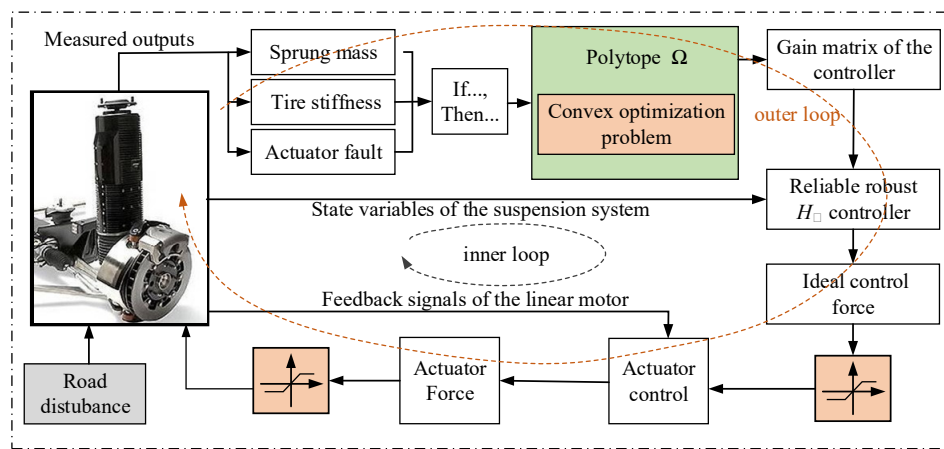 Measured outputs
Sprung mass
Tire stiffness
Actuator fault
If...,
Then...
Polytope Ω
Convex optimization
problem
Gain matrix of the
controller
outer loop
Reliable robust
H□ controller
State variables of the suspension system
inner loop
Ideal control
force
Feedback signals of the linear motor
Road
distubance
Actuator
Force
Actuator
control